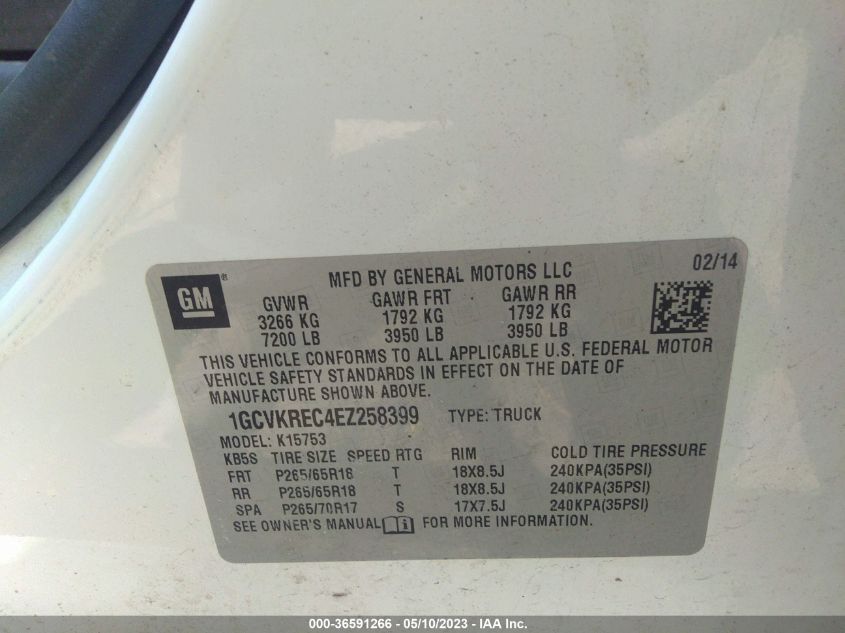 GM ®
MFD BY GENERAL MOTORS LLC
02/14
GVWR GAWR FRT GAWR RR
3266 KG 1792 KG 1792 KG
7200 LB 3950 LB 3950 LB
THIS VEHICLE CONFORMS TO ALL APPLICABLE U.S. FEDERAL MOTOR
VEHICLE SAFETY STANDARDS IN EFFECT ON THE DATE OF
MANUFACTURE SHOWN ABOVE.
1GCVKREC4EZ258399 TYPE: TRUCK
MODEL: K15753
KB5S TIRE SIZE SPEED RTG RIM COLD TIRE PRESSURE
FRT P265/65R18 T 18X8.5J 240KPA(35PSI)
RR P265/65R18 T 18X8.5J 240KPA(35PSI)
SPA P265/70R17 S 17X7.5J 240KPA(35PSI)
SEE OWNER'S MANUAL i FOR MORE INFORMATION.
000-36591266 - 05/10/2023 - IAA Inc.